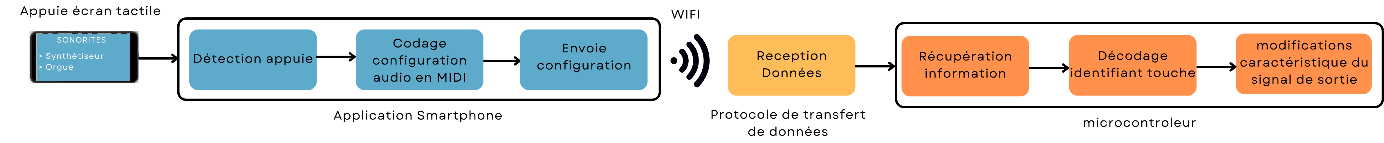 Appuie écran tactile
SONORITES
• Synthétiseur
• Orgue
Détection appuie
Codage
configuration
audio en MIDI
Envoie
configuration
Application Smartphone
WIFI
Reception
Données
Protocole de transfert
de données
Récupération
information
Décodage
identifiant touche
modifications
caractéristique du
signal de sortie
microcontroleur